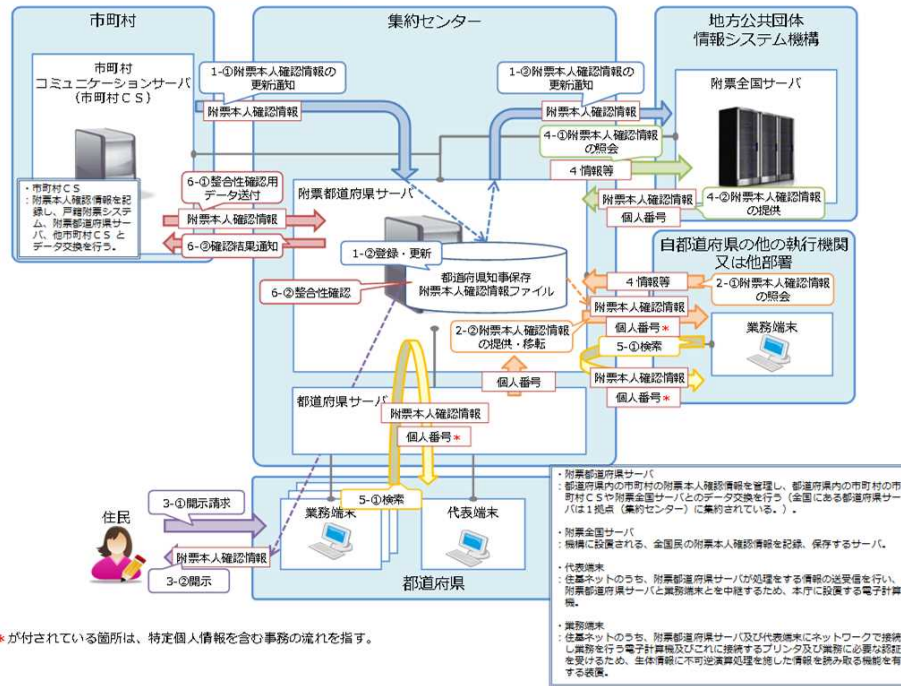 市町村
集約センター
地方公共団体
情報システム機構
市町村
コミュニケーションサーバ
(市町村CS)
1-①附票本人確認情報の
更新通知
附票本人確認情報
1-③附票本人確認情報の
更新通知
附票本人確認情報
附票全国サーバ
4-①附票本人確認情報
の照会
4情報等
附票本人確認情報
個人番号
4-②附票本人確認情報
の提供
・市町村CS
:附票本人確認情報を記
録し、戸籍附票システ
ム、附票都道府県サー
バ、他市町村CSと
データ交換を行う。
6-①整合性確認用
データ送付
附票本人確認情報
6-③確認結果通知
附票都道府県サーバ
1-②登録・更新
都道府県知事保存
附票本人確認情報ファイル
6-②整合性確認
自都道府県の他の執行機関
又は他部署
4情報等
2-①附票本人確認情報
の照会
附票本人確認情報
個人番号*
2-②附票本人確認情報
の提供・移転
5-①検索
業務端末
附票本人確認情報
個人番号*
個人番号
都道府県サーバ
附票本人確認情報
個人番号*
5-①検索
業務端末
代表端末
都道府県
住民
3-①開示請求
附票本人確認情報
3-②開示
・附票都道府県サーバ
:都道府県内の市町村の附票本人確認情報を管理し、都道府県内の市町村の市
町村CSや附票全国サーバとのデータ交換を行う(全国にある都道府県サー
バは1拠点(集約センター)に集約されている。)。
・附票全国サーバ
:機構に設置される、全国民の附票本人確認情報を記録、保存するサーバ。
・代表端末
:住基ネットのうち、附票都道府県サーバが処理をする情報の送受信を行い、
附票都道府県サーバと業務端末とを中継するため、本庁に設置する電子計算
機。
・業務端末
:住基ネットのうち、附票都道府県サーバ及び代表端末にネットワークで接続
し業務を行う電子計算機及びこれに接続するプリンタ及び業務に必要な認証
を受けるため、生体情報に不可逆演算処理を施した情報を読み取る機能を有
する装置。
*が付されている箇所は、特定個人情報を含む事務の流れを指す。